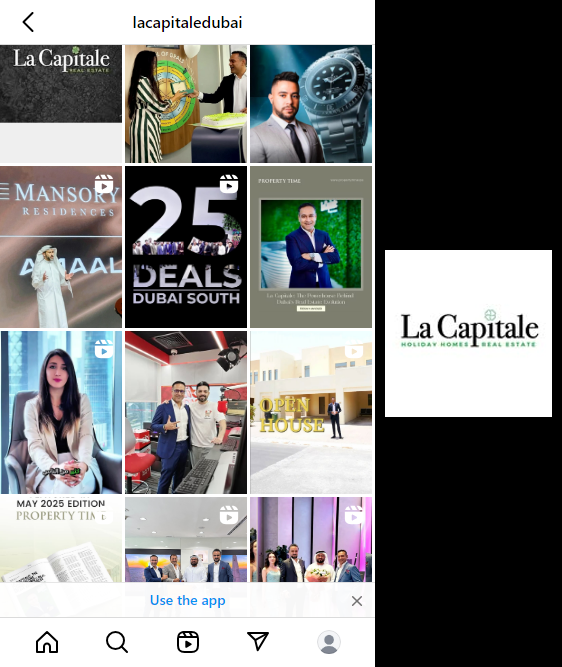 lacapitaledubai
La Capitale
REAL ESTATE
MANSORY
RESIDENCES
AMAAL
25
DEALS
DUBAI SOUTH
PROPERTY TIME
La Capitale: The Powerhouse Behind
Dubai's Real Estate Evolution
OPEN
HOUSE
MAY 2025 EDITION
PROPERTY TIM
Use the app
La Capitale
HOLIDAY HOMES REAL ESTATE